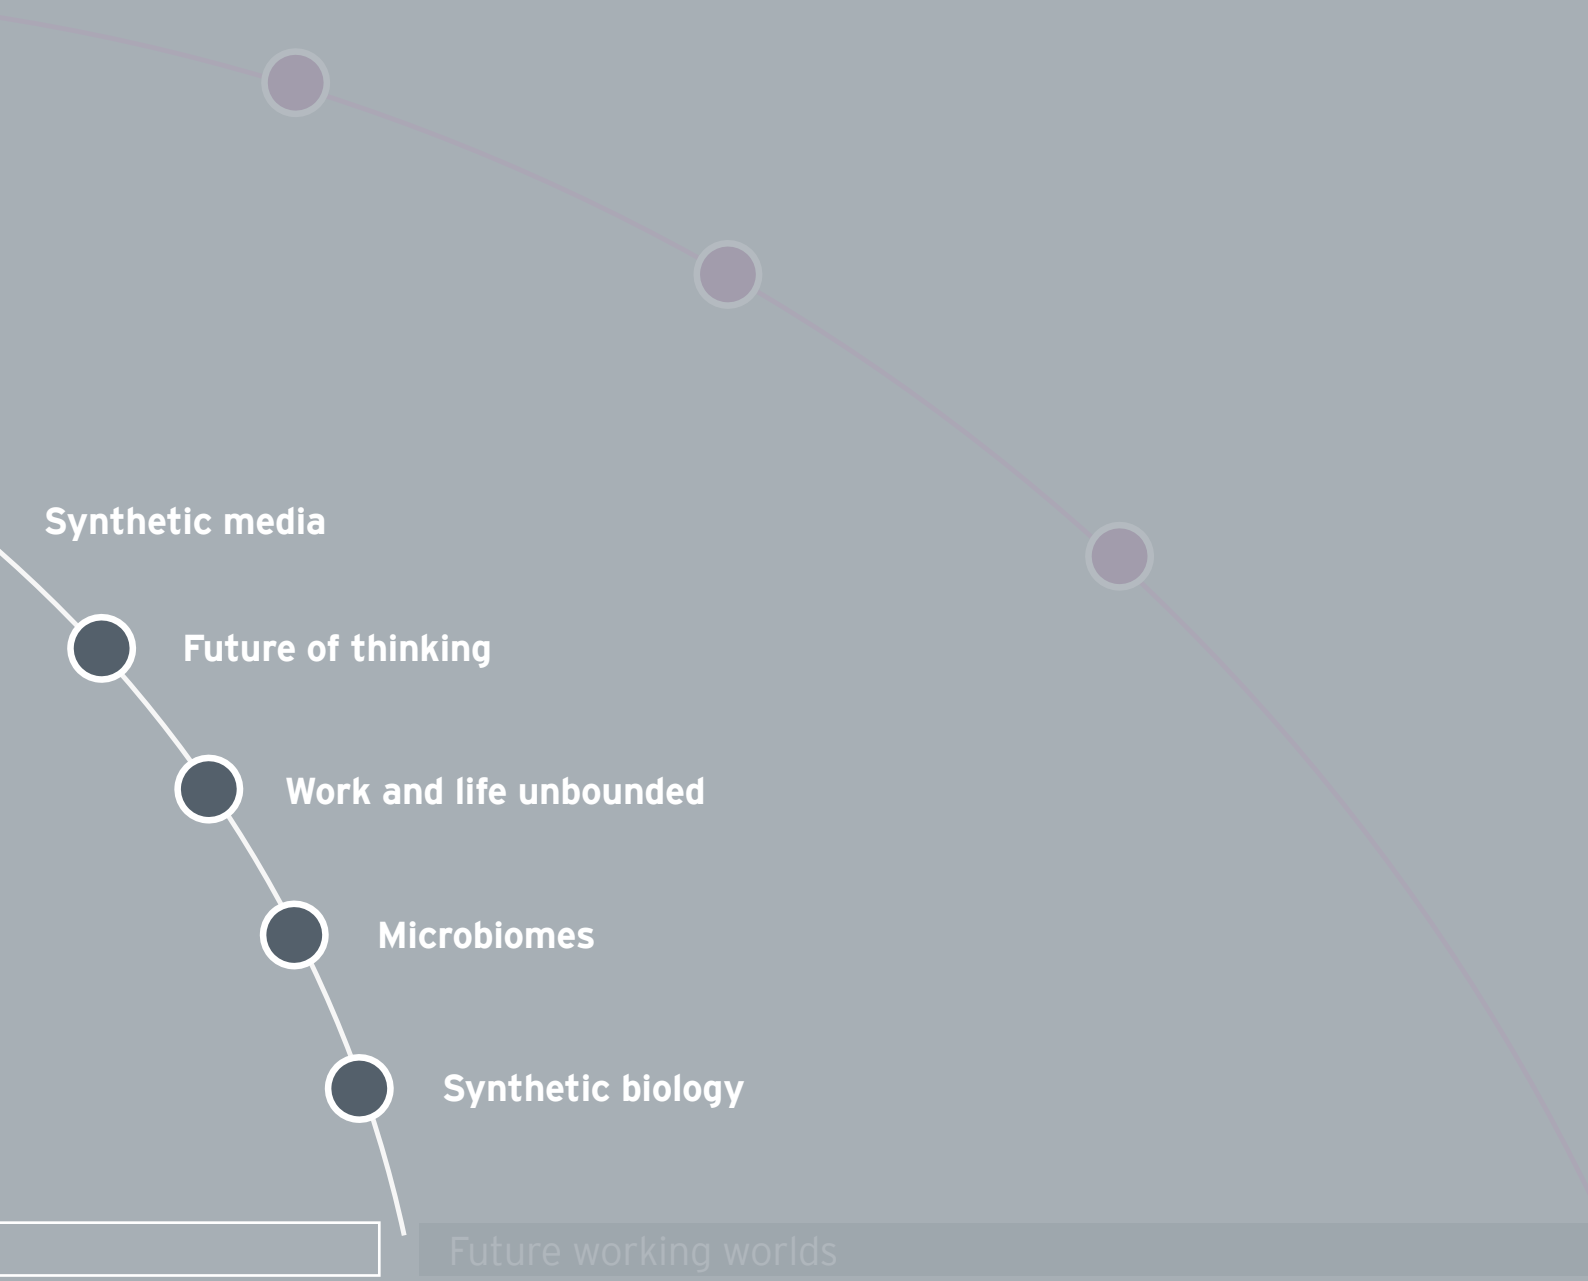 Synthetic media
Future of thinking
Work and life unbounded
Microbiomes
Synthetic biology
Future working worlds